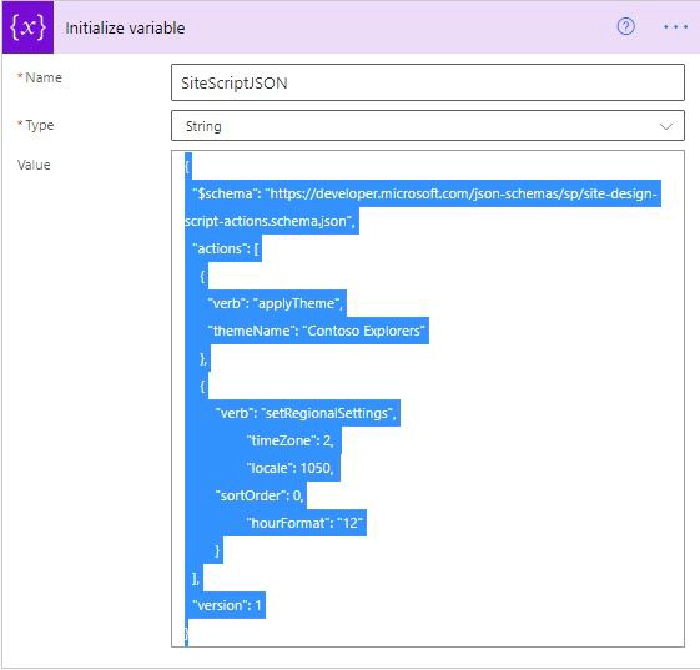 {x} Initialize variable ? ...
* Name SiteScriptJSON
* Type String
Value {
"$schema": "https://developer.microsoft.com/json-schemas/sp/site-design-
script-actions.schema.json",
"actions": [
{
"verb": "applyTheme",
"themeName": "Contoso Explorers"
},
{
"verb": "setRegionalSettings",
"timeZone": 2,
"locale": 1050,
"sortOrder": 0,
"hourFormat": "12"
}
],
"version": 1
}